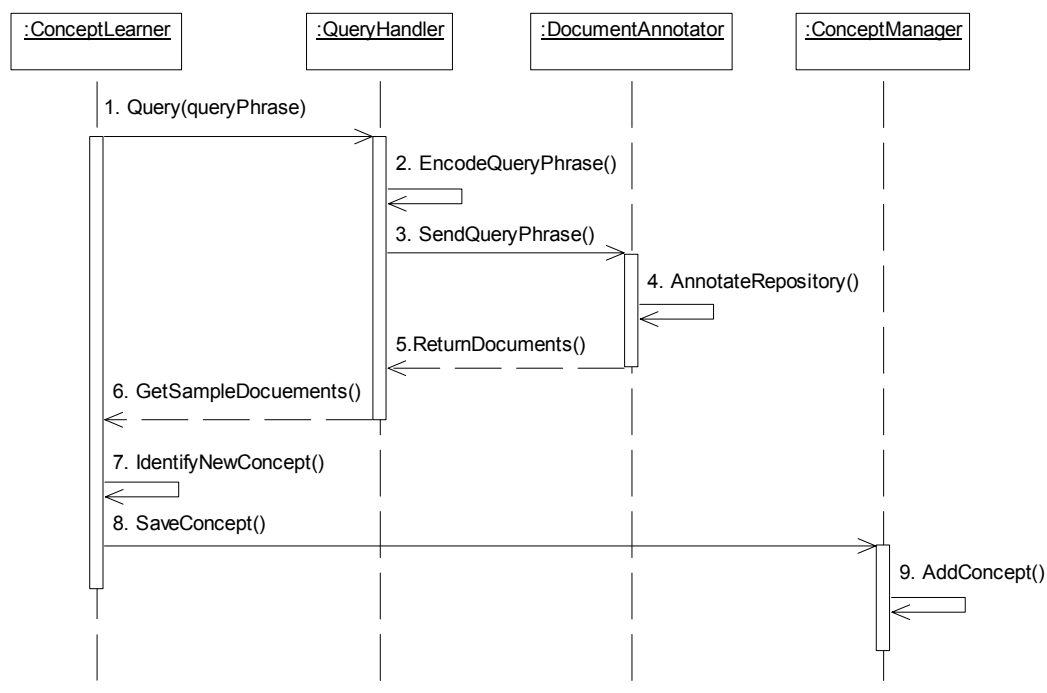 :ConceptLearner
:QueryHandler
:DocumentAnnotator
:ConceptManager
1. Query(queryPhrase)
2. EncodeQueryPhrase()
3. SendQueryPhrase()
4. AnnotateRepository()
5.ReturnDocuments()
6. GetSampleDocuements()
7. IdentifyNewConcept()
8. SaveConcept()
9. AddConcept()